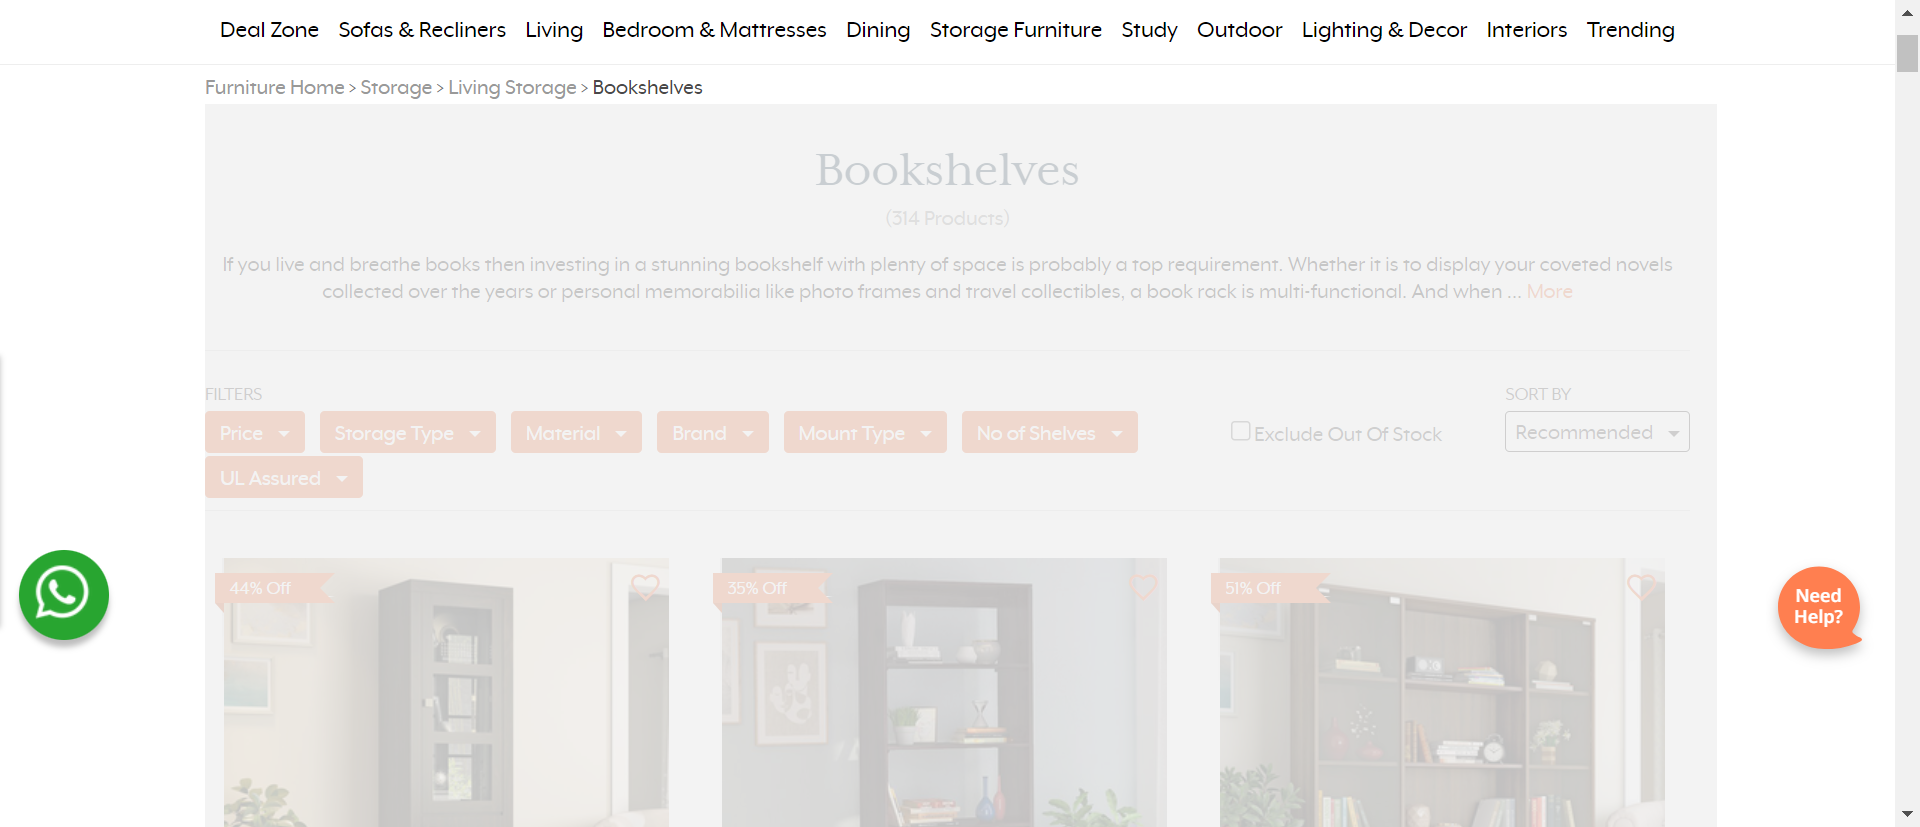 Deal Zone Sofas & Recliners Living Bedroom & Mattresses Dining Storage Furniture Study Outdoor Lighting & Decor Interiors Trending
Furniture Home > Storage > Living Storage > Bookshelves
Bookshelves
(314 Products)
If you live and breathe books then investing in a stunning bookshelf with plenty of space is probably a top requirement. Whether it is to display your coveted novels
collected over the years or personal memorabilia like photo frames and travel collectibles, a book rack is multi-functional. And when ... More
FILTERS SORT BY
Price Storage Type Material Brand Mount Type No of Shelves Exclude Out Of Stock Recommended
UL Assured
44% Off 35% Off 51% Off
Need
Help?